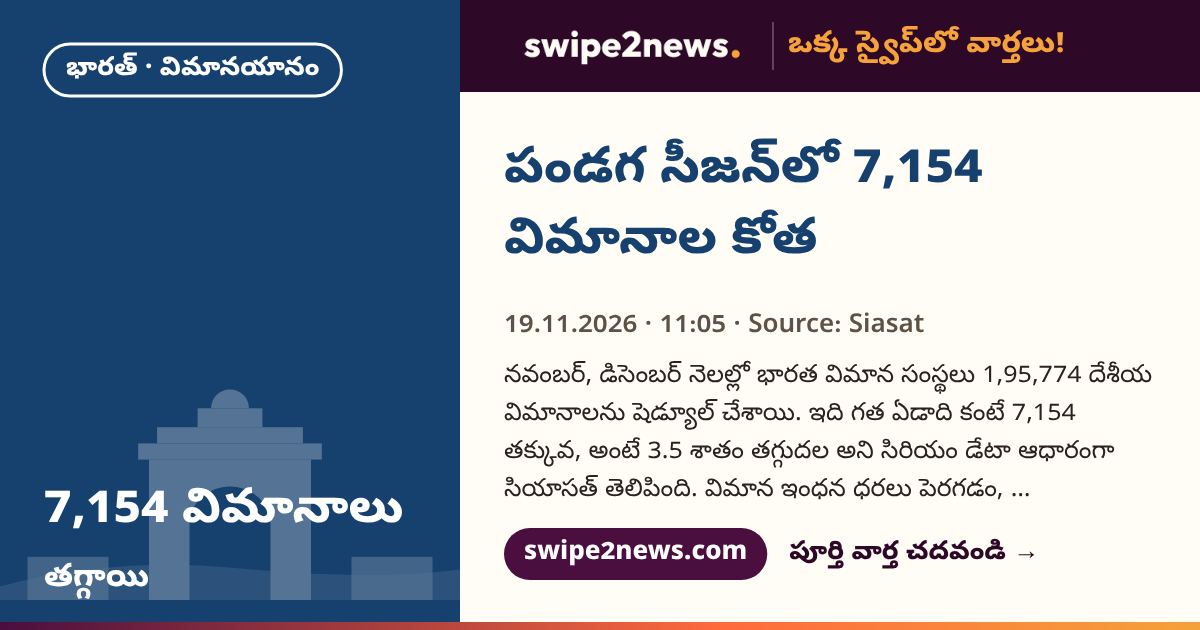 భారత్ · విమానయానం
7,154 విమానాలు
తగ్గాయి
swipe2news.
ఒక్క స్వైప్‌లో వార్తలు!
పండగ సీజన్‌లో 7,154
విమానాల కోత
19.11.2026 · 11:05 · Source: Siasat
నవంబర్, డిసెంబర్ నెలల్లో భారత విమాన సంస్థలు 1,95,774 దేశీయ
విమానాలను షెడ్యూల్ చేశాయి. ఇది గత ఏడాది కంటే 7,154
తక్కువ, అంటే 3.5 శాతం తగ్గుదల అని సిరియం డేటా ఆధారంగా
సియాసత్ తెలిపింది. విమాన ఇంధన ధరలు పెరగడం, ...
swipe2news.com
పూర్తి వార్త చదవండి →